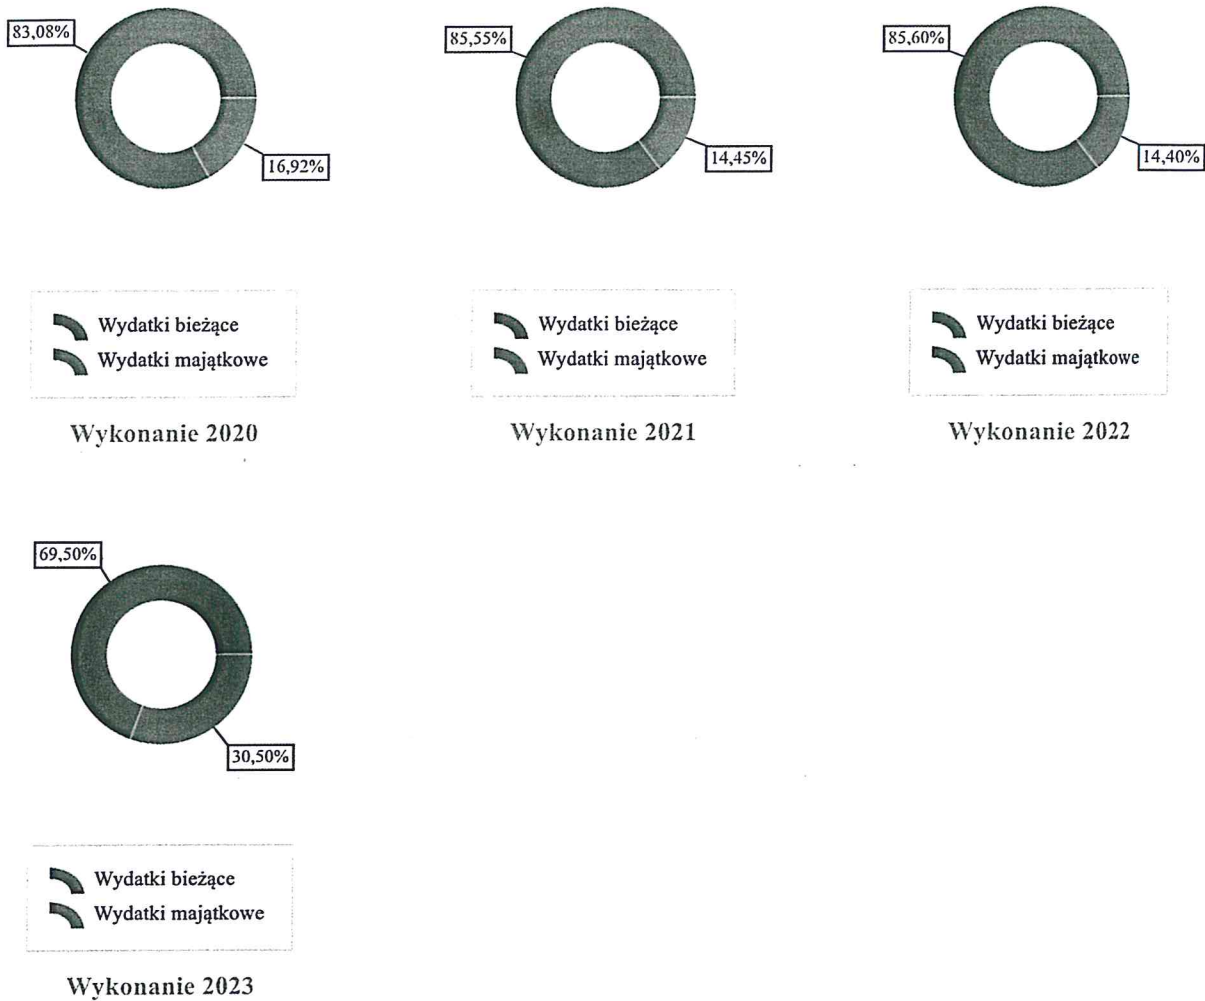 83,08%
16,92%
Wydatki bieżące
Wydatki majątkowe
Wykonanie 2020
85,55%
14,45%
Wydatki bieżące
Wydatki majątkowe
Wykonanie 2021
85,60%
14,40%
Wydatki bieżące
Wydatki majątkowe
Wykonanie 2022
69,50%
30,50%
Wydatki bieżące
Wydatki majątkowe
Wykonanie 2023